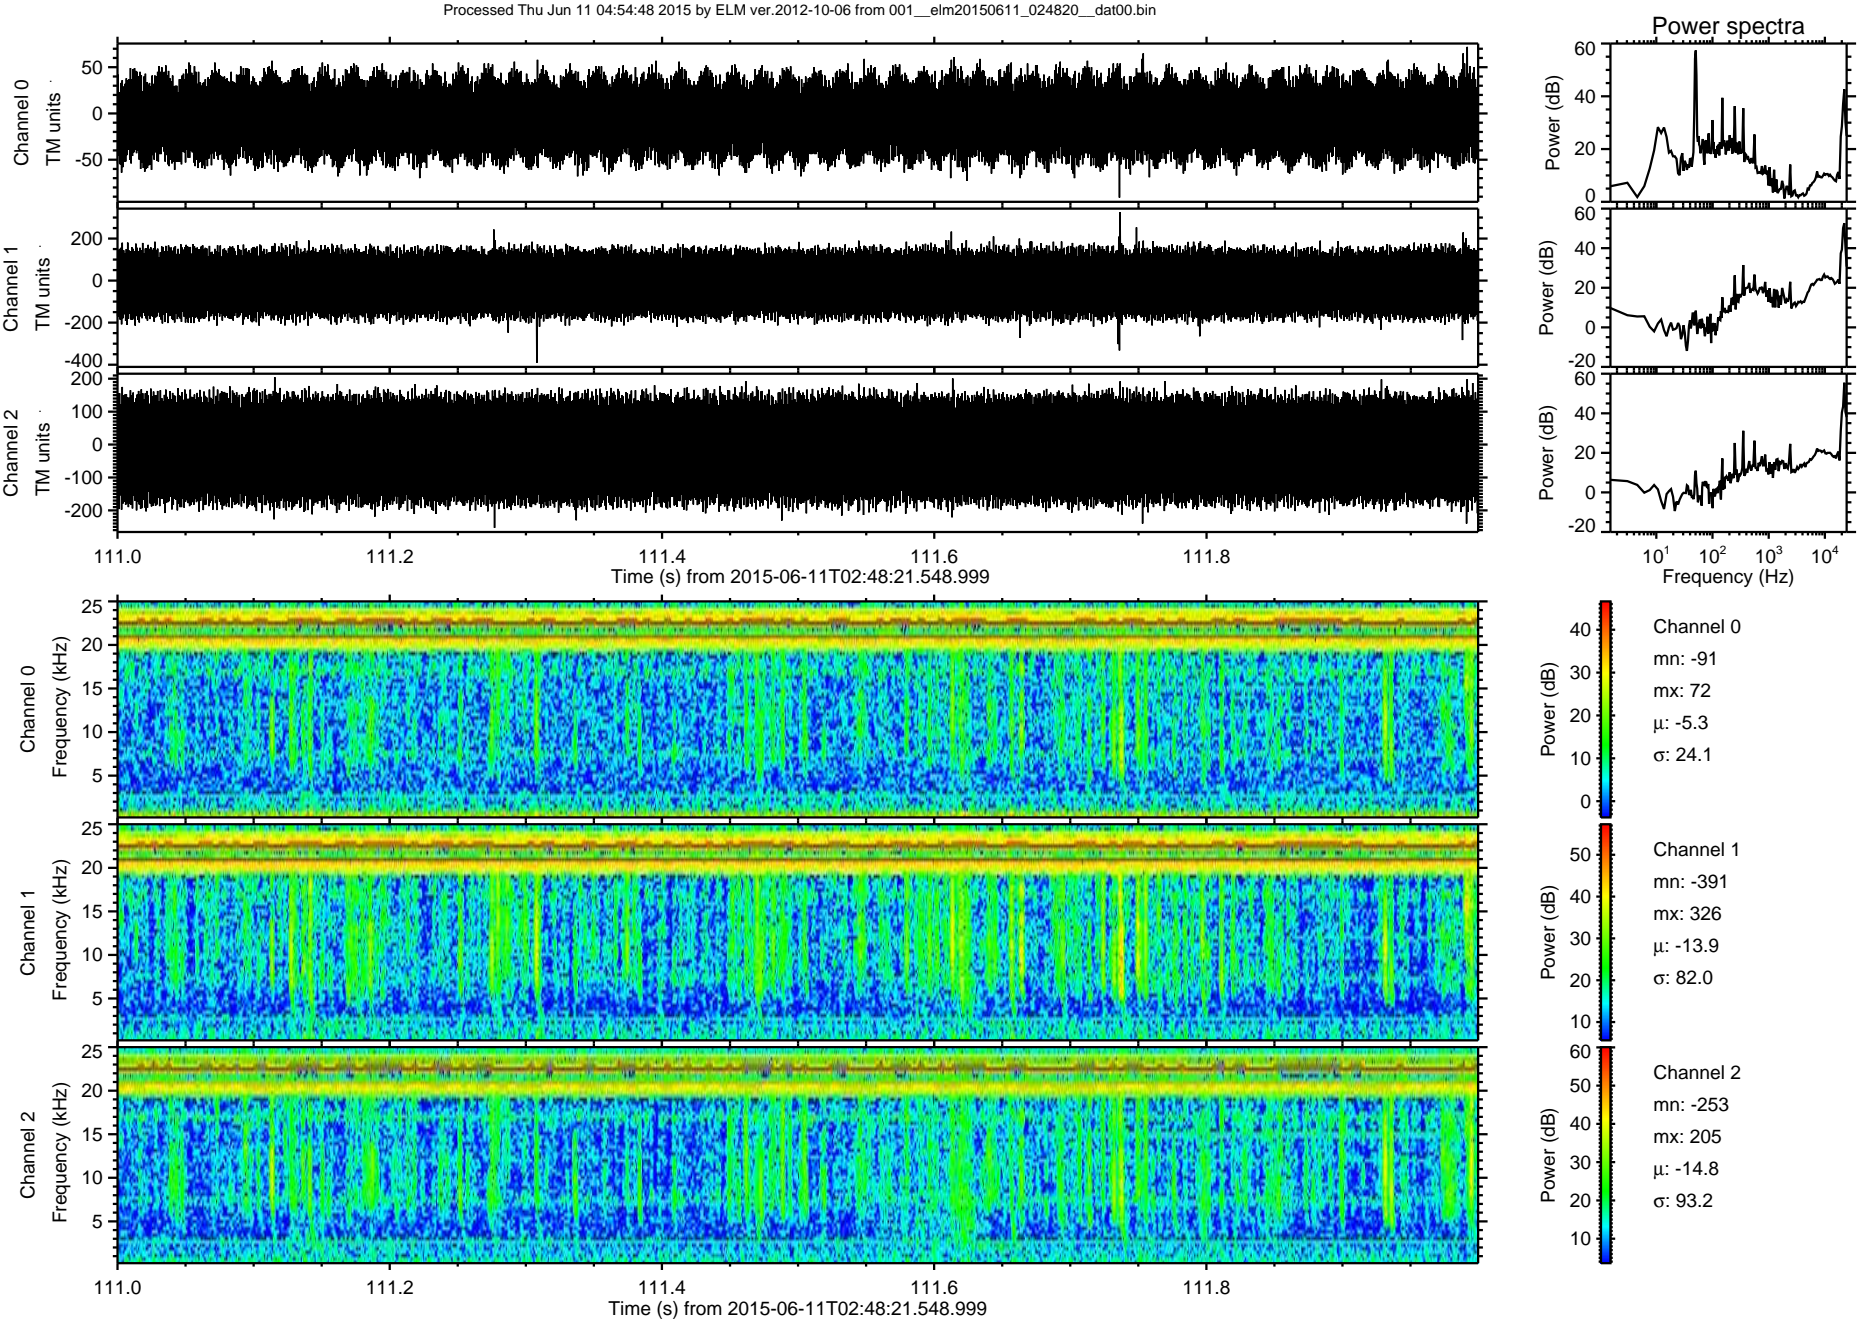 Processed Thu Jun 11 04:54:48 2015 by ELM ver.2012-10-06 from 001__elm20150611_024820__dat00.bin
Power spectra
Channel 0
TM units
50
0
-50
Power (dB)
60
40
20
0
Channel 1
TM units
200
0
-200
-400
Power (dB)
60
40
20
0
-20
Channel 2
TM units
200
100
0
-100
-200
Power (dB)
60
40
20
0
-20
111.0 111.2 111.4 111.6 111.8
Time (s) from 2015-06-11T02:48:21.548.999
10¹ 10² 10³ 10⁴
Frequency (Hz)
Channel 0
Frequency (kHz)
25
20
15
10
5
Power (dB)
40
30
20
10
0
Channel 0
mn: -91
mx: 72
μ: -5.3
σ: 24.1
Channel 1
Frequency (kHz)
25
20
15
10
5
Power (dB)
50
40
30
20
10
Channel 1
mn: -391
mx: 326
μ: -13.9
σ: 82.0
Channel 2
Frequency (kHz)
25
20
15
10
5
Power (dB)
60
50
40
30
20
10
Channel 2
mn: -253
mx: 205
μ: -14.8
σ: 93.2
111.0 111.2 111.4 111.6 111.8
Time (s) from 2015-06-11T02:48:21.548.999